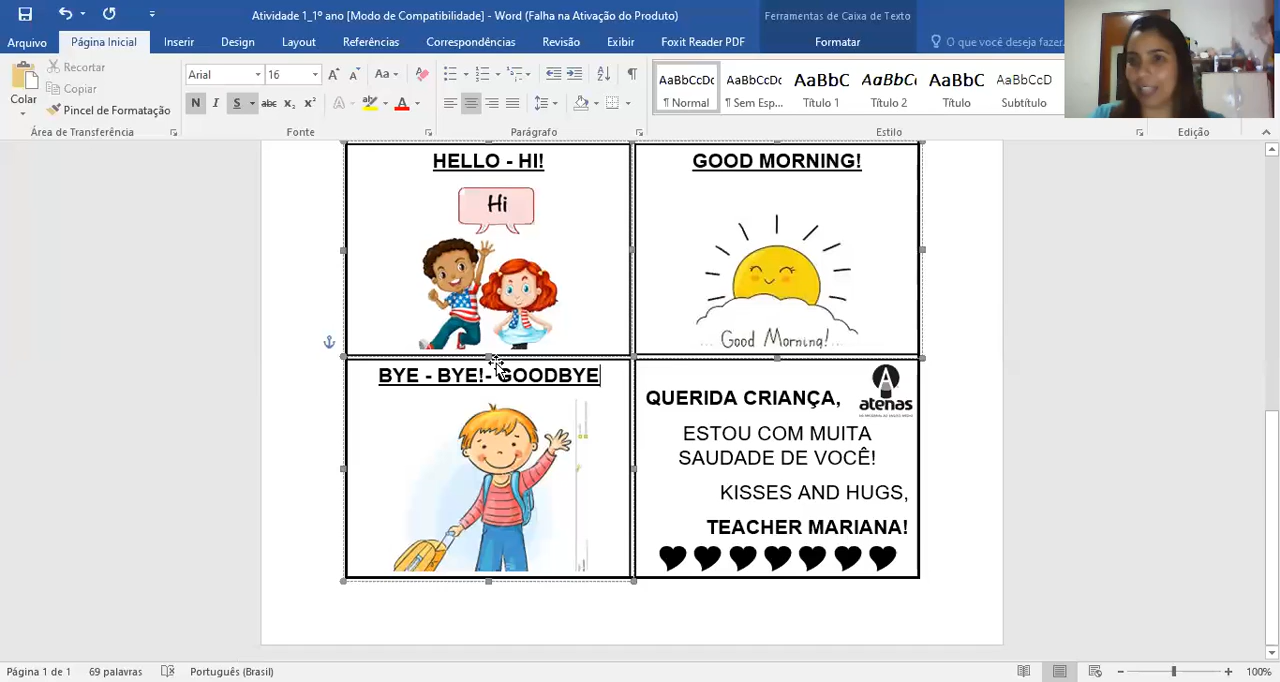 Atividade 1_1º ano [Modo de Compatibilidade] - Word (Falha na Ativação do Produto)
Ferramentas de Caixa de Texto
Arquivo Página Inicial Inserir Design Layout Referências Correspondências Revisão Exibir Foxit Reader PDF Formatar O que você deseja fazer.
Colar
Recortar
Copiar
Pincel de Formatação
Área de Transferência
Arial 16 Aa
N I S abc x₂ x² A A
Fonte
Parágrafo
AaBbCcDc AaBbCcDc AaBbC AaBbCc AaBbC AaBbCcD
¶ Normal ¶ Sem Esp... Título 1 Título 2 Título Subtítulo
Estilo
Edição
HELLO - HI!
Hi
GOOD MORNING!
Good Morning!
BYE - BYE!- GOODBYE
atenas
QUERIDA CRIANÇA,
ESTOU COM MUITA
SAUDADE DE VOCÊ!
KISSES AND HUGS,
TEACHER MARIANA!
Página 1 de 1 69 palavras Português (Brasil) 100%